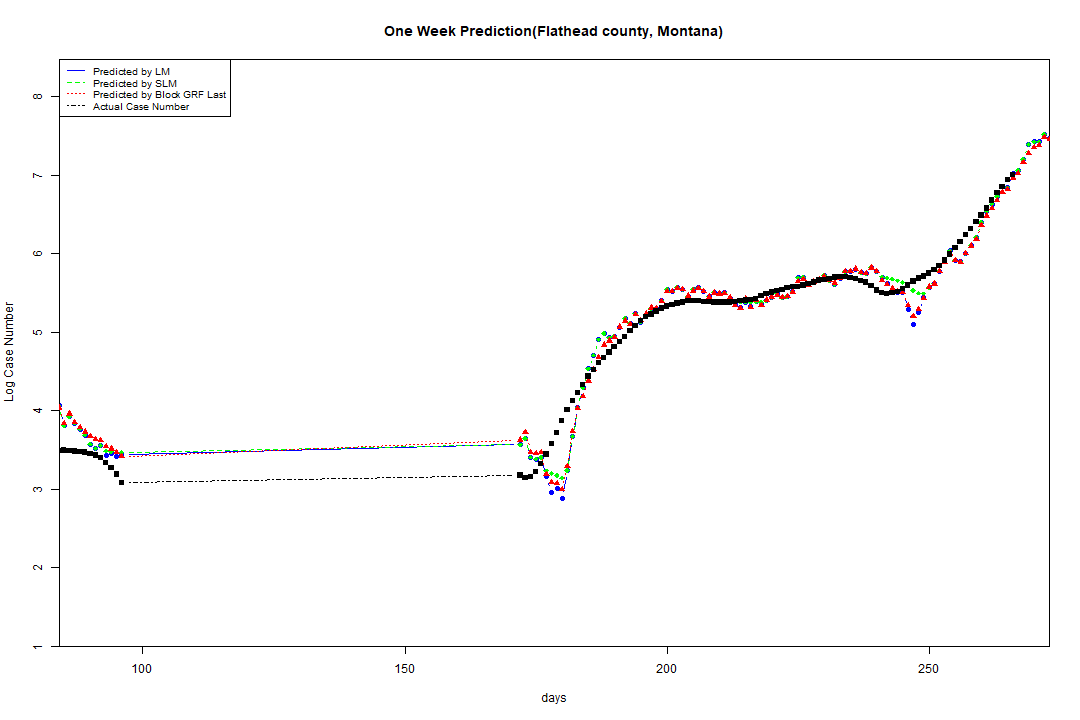 One Week Prediction(Flathead county, Montana)
Predicted by LM
Predicted by SLM
Predicted by Block GRF Last
Actual Case Number
8
7
6
5
4
3
2
1
Log Case Number
100 150 200 250
days